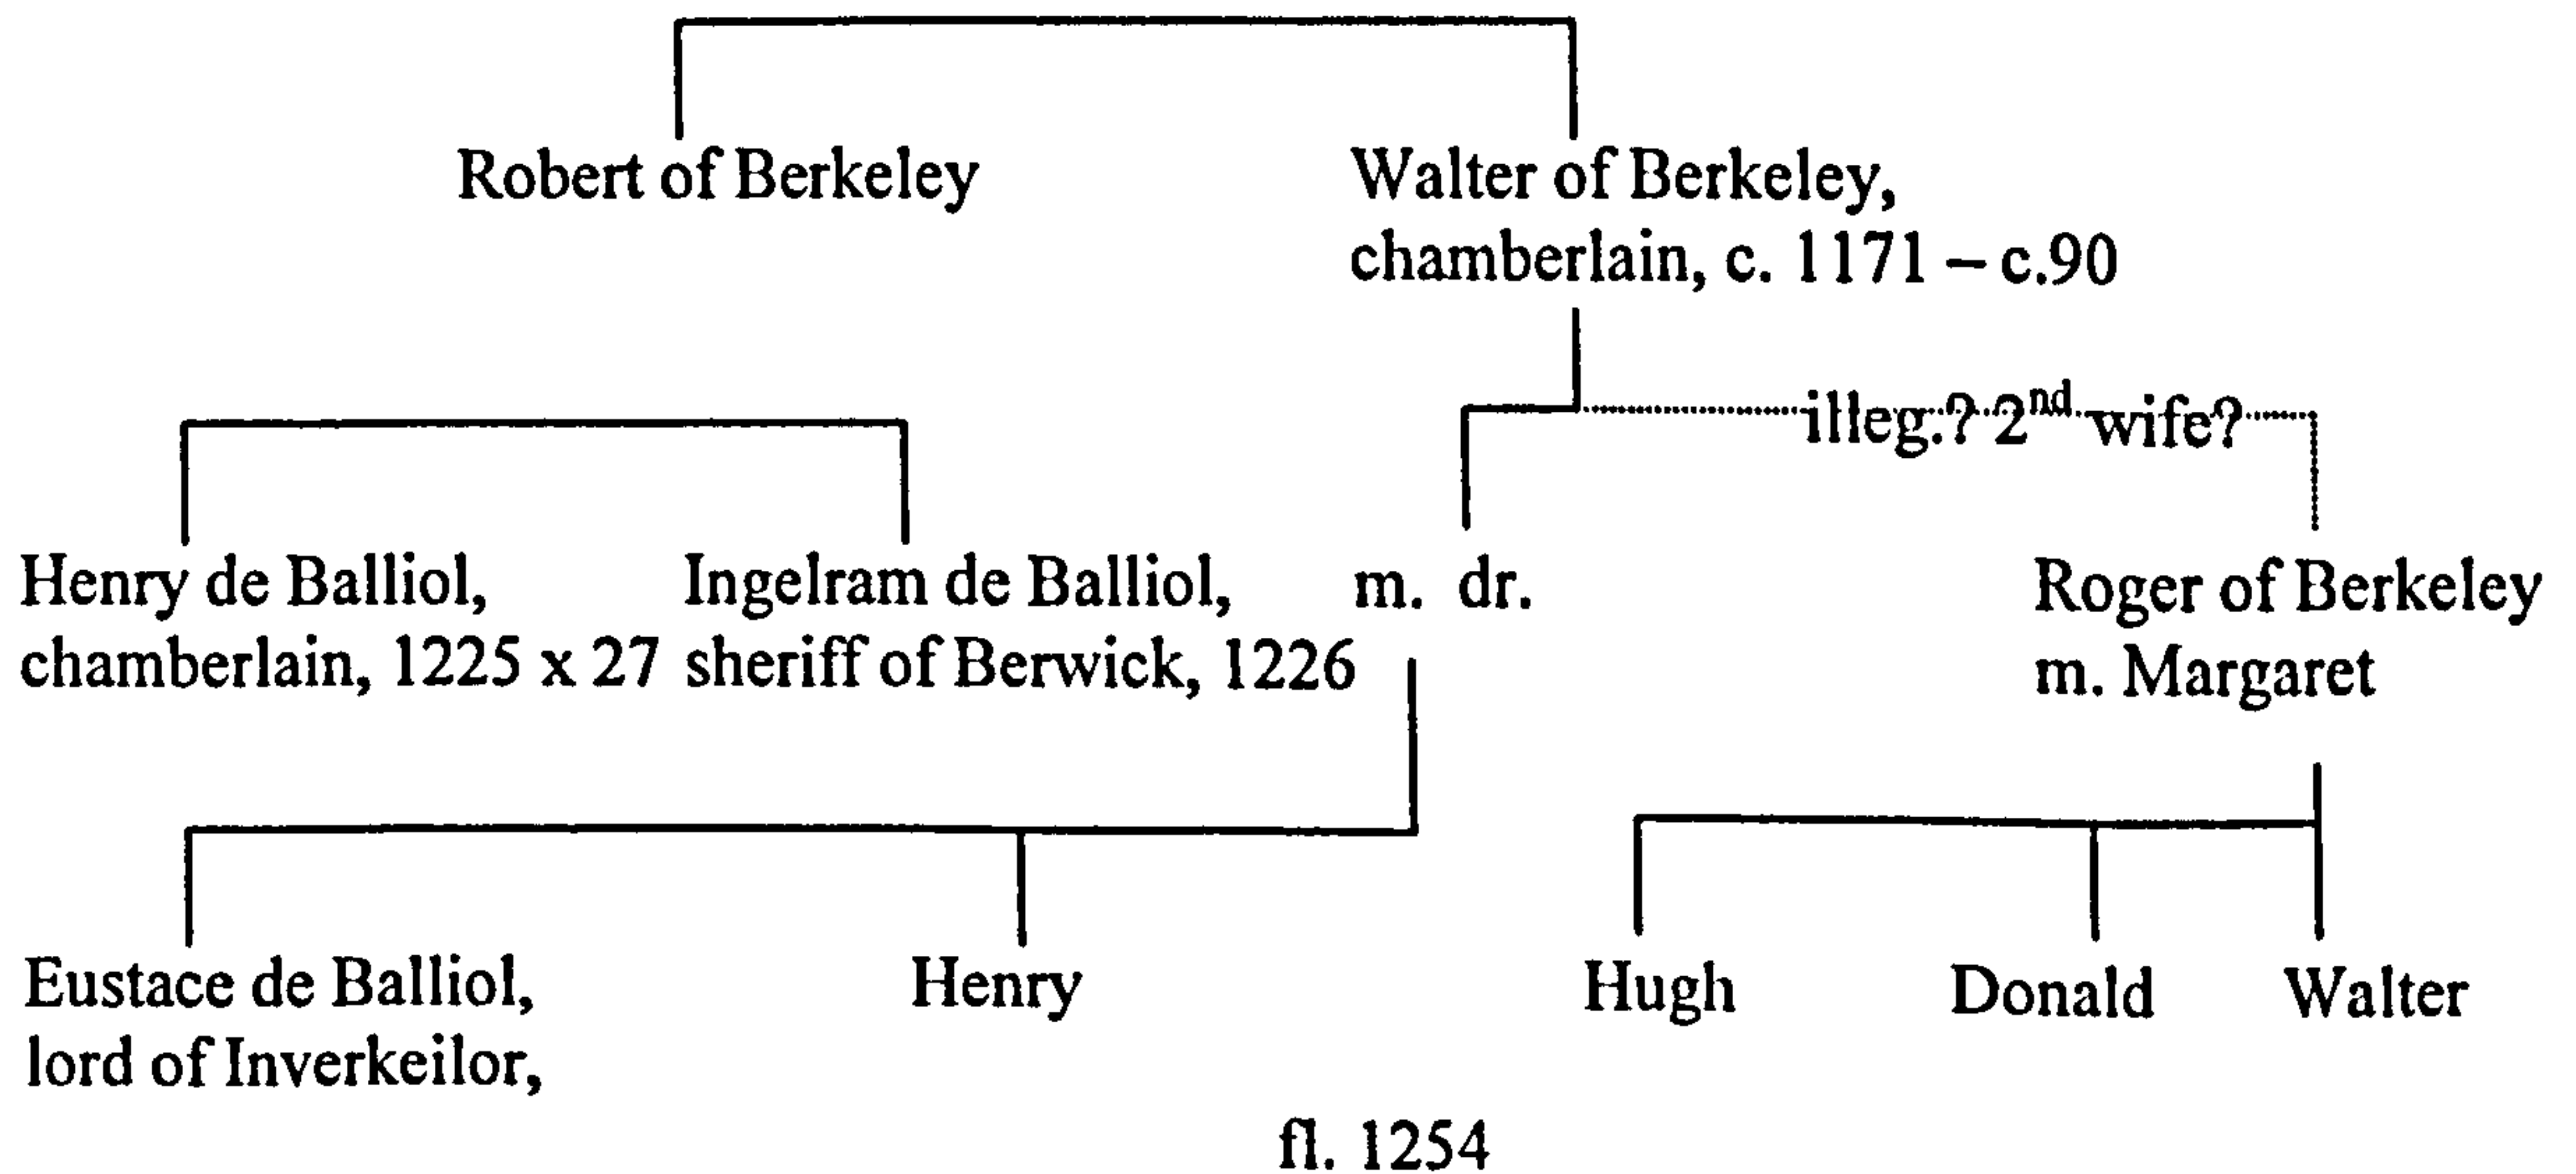 Robert of Berkeley
Walter of Berkeley,
chamberlain, c. 1171 – c.90
illeg.? 2nd wife?
Henry de Balliol,
chamberlain, 1225 x 27
Ingelram de Balliol,
sheriff of Berwick, 1226
m. dr.
Roger of Berkeley
m. Margaret
Eustace de Balliol,
lord of Inverkeilor,
Henry
Hugh
Donald
Walter
fl. 1254